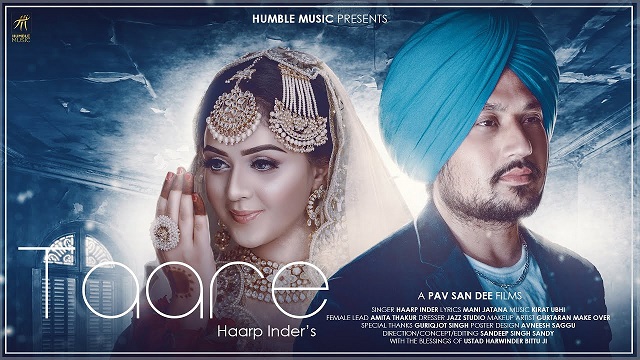 HUMBLE MUSIC PRESENTS
HUMBLE
MUSIC
Taare
Haarp Inder's
A PAV SAN DEE FILMS
SINGER HAARP INDER LYRICS MANI JATANA MUSIC KIRAT UBHI
FEMALE LEAD AMITA THAKUR DRESSER JAZZ STUDIO MAKEUP ARTIST GURTARAN MAKE OVER
SPECIAL THANKS GURIQJOT SINGH POSTER DESIGN AVNEESH SAGGU
DIRECTION/CONCEPT/EDITING SANDEEP SINGH SANDY
WITH THE BLESSINGS OF USTAD HARWINDER BITTU JI